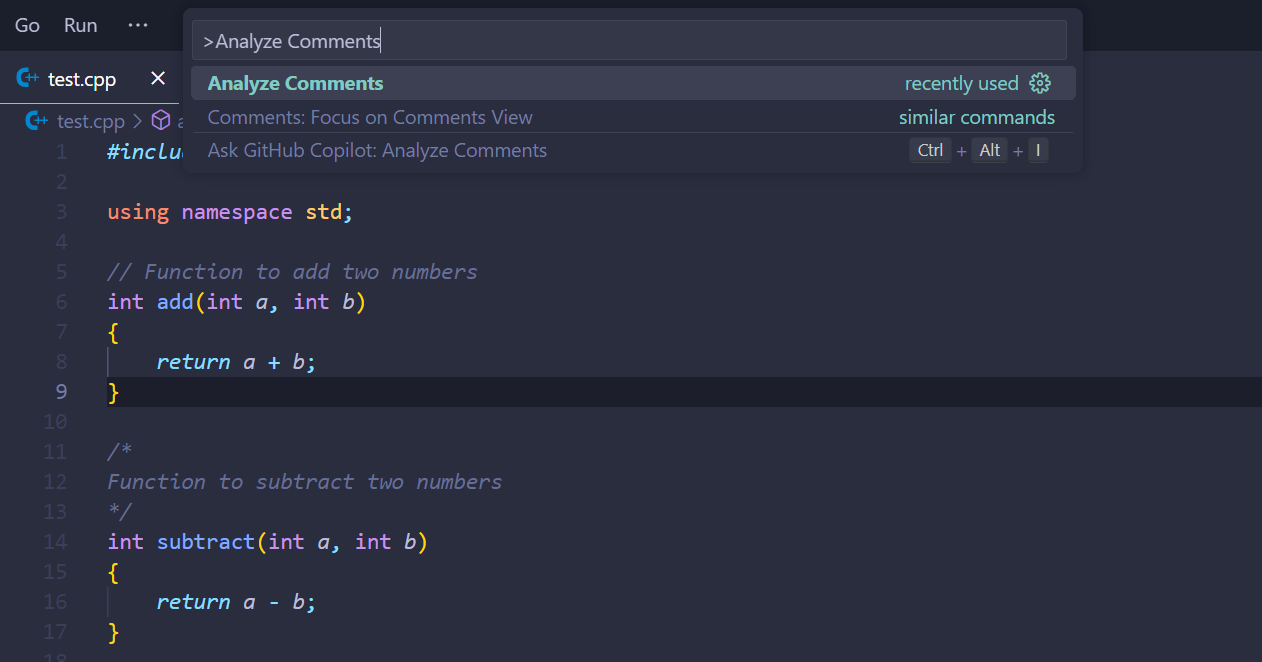 Go Run ···
>Analyze Comments
test.cpp
Analyze Comments recently used
Comments: Focus on Comments View similar commands
test.cpp > a
Ask GitHub Copilot: Analyze Comments Ctrl + Alt + I
1 #inclu
2
3 using namespace std;
4
5 // Function to add two numbers
6 int add(int a, int b)
7 {
8 return a + b;
9 }
10
11 /*
12 Function to subtract two numbers
13 */
14 int subtract(int a, int b)
15 {
16 return a - b;
17 }
18